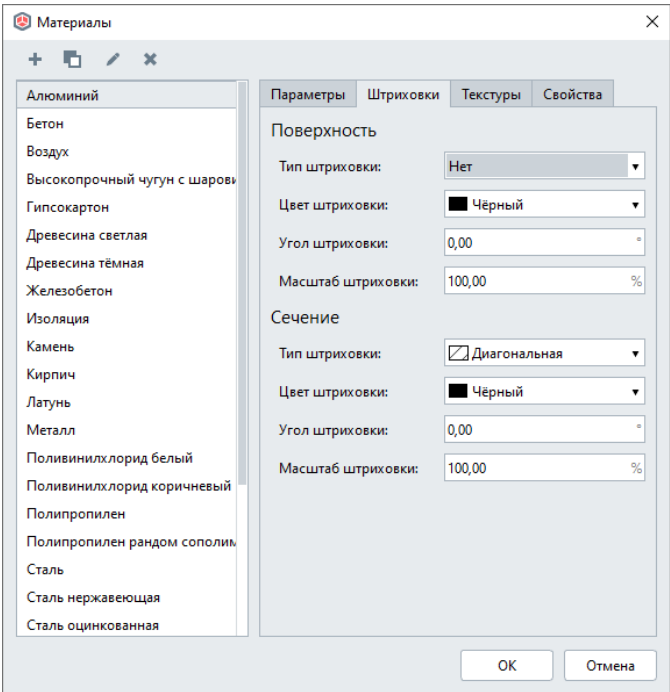 Материалы
Алюминий
Бетон
Воздух
Высокопрочный чугун с шарови
Гипсокартон
Древесина светлая
Древесина тёмная
Железобетон
Изоляция
Камень
Кирпич
Латунь
Металл
Поливинилхлорид белый
Поливинилхлорид коричневый
Полипропилен
Полипропилен рандом сополим
Сталь
Сталь нержавеющая
Сталь оцинкованная
Параметры Штриховки Текстуры Свойства
Поверхность
Тип штриховки: Нет
Цвет штриховки: Чёрный
Угол штриховки: 0,00 °
Масштаб штриховки: 100,00 %
Сечение
Тип штриховки: Диагональная
Цвет штриховки: Чёрный
Угол штриховки: 0,00 °
Масштаб штриховки: 100,00 %
ОК Отмена